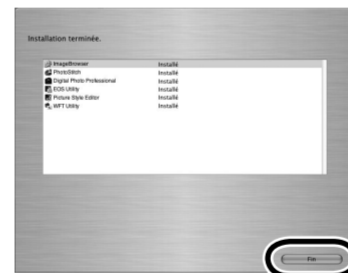 Installation terminée.
ImageBrowser Installé
PhotoStitch Installé
Digital Photo Professional Installé
EOS Utility Installé
Picture Style Editor Installé
WFT Utility Installé
Fin